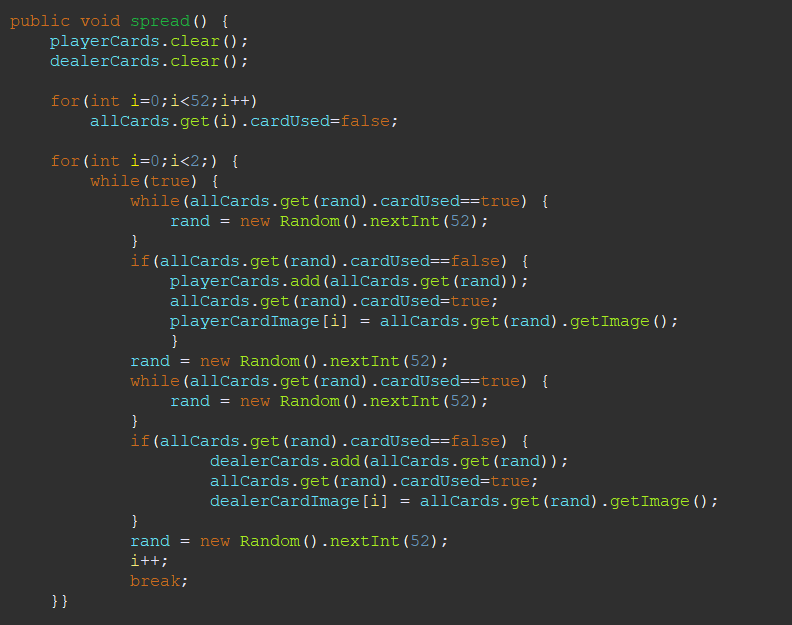 public void spread() {
    playerCards.clear();
    dealerCards.clear();

    for(int i=0;i<52;i++)
        allCards.get(i).cardUsed=false;

    for(int i=0;i<2;) {
        while(true) {
            while(allCards.get(rand).cardUsed==true) {
                rand = new Random().nextInt(52);
            }
            if(allCards.get(rand).cardUsed==false) {
                playerCards.add(allCards.get(rand));
                allCards.get(rand).cardUsed=true;
                playerCardImage[i] = allCards.get(rand).getImage();
                }
            rand = new Random().nextInt(52);
            while(allCards.get(rand).cardUsed==true) {
                rand = new Random().nextInt(52);
            }
            if(allCards.get(rand).cardUsed==false) {
                    dealerCards.add(allCards.get(rand));
                    allCards.get(rand).cardUsed=true;
                    dealerCardImage[i] = allCards.get(rand).getImage();
            }
            rand = new Random().nextInt(52);
            i++;
            break;
    }}